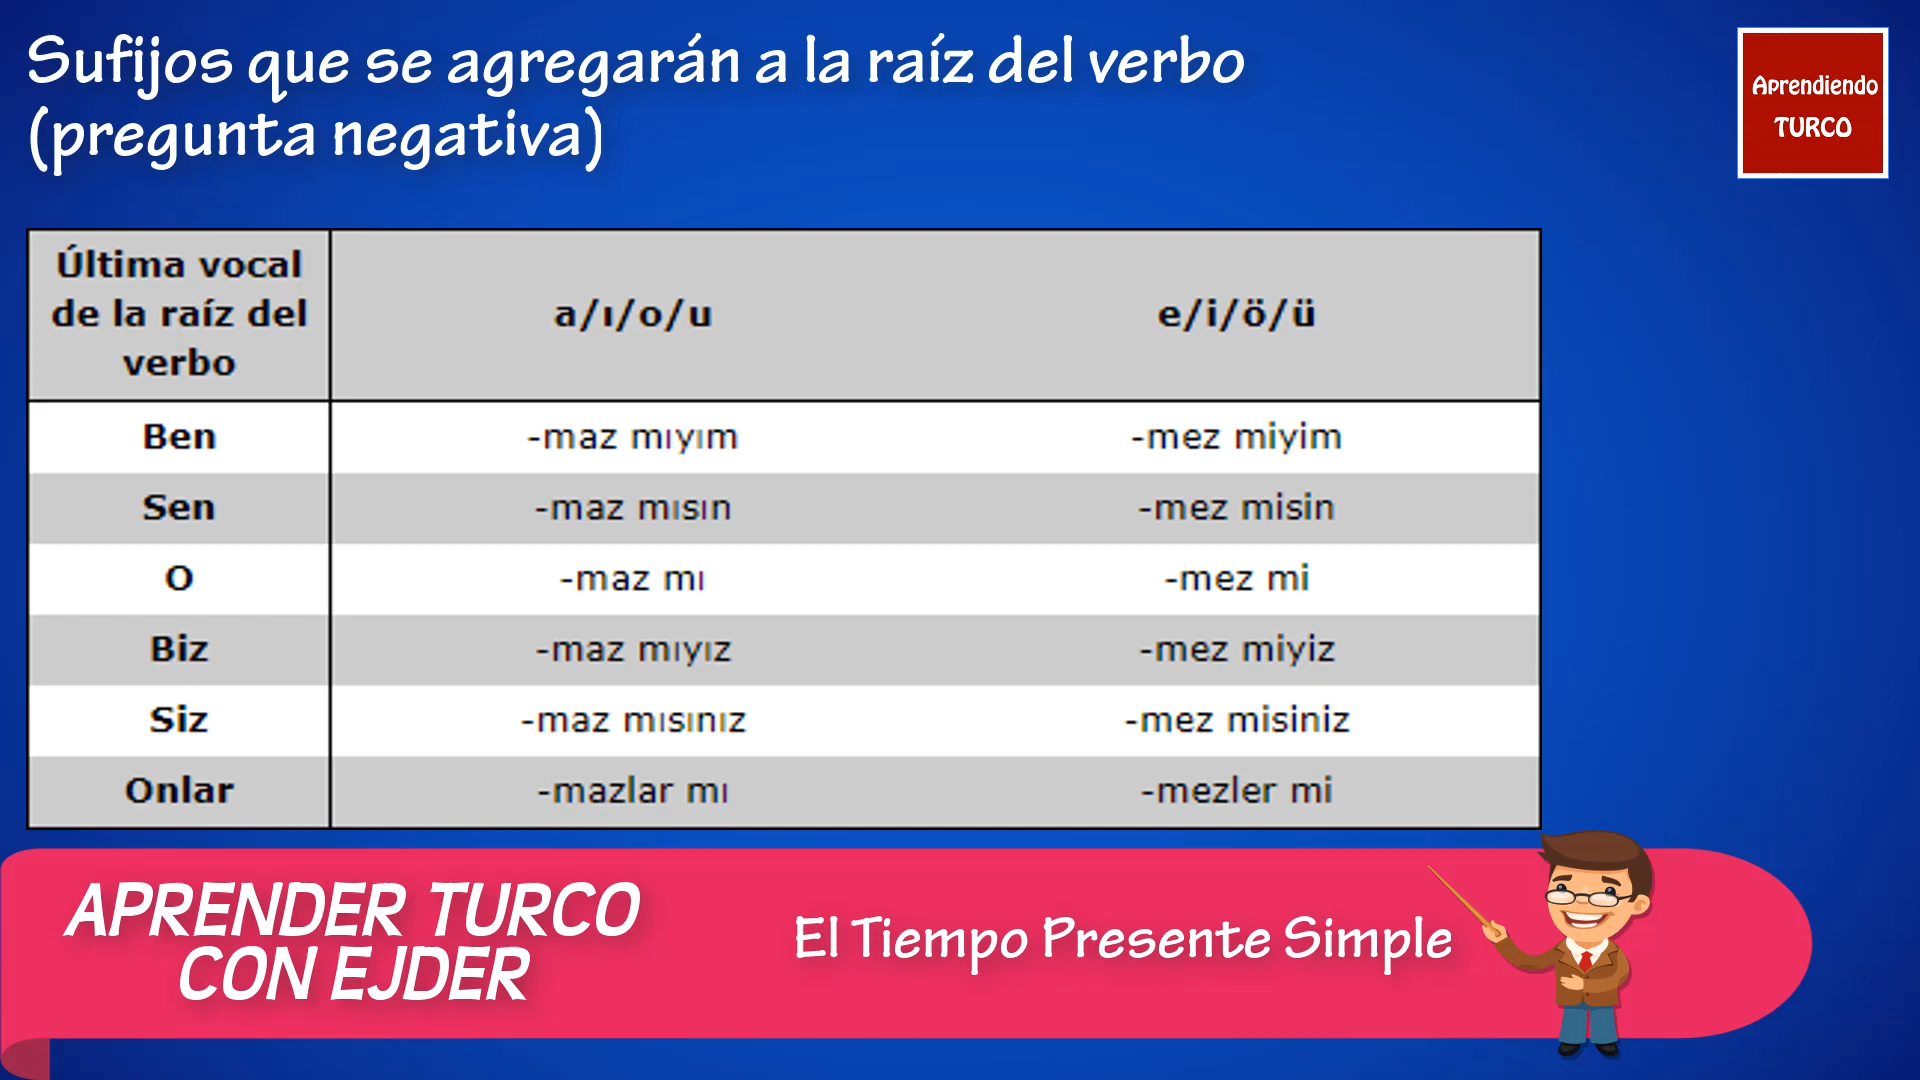 Sufijos que se agregarán a la raíz del verbo
(pregunta negativa)
Aprendiendo
TURCO
Última vocal
de la raíz del
verbo
a/ı/o/u
e/i/ö/ü
Ben
-maz mıyım
-mez miyim
Sen
-maz mısın
-mez misin
O
-maz mı
-mez mi
Biz
-maz mıyız
-mez miyiz
Siz
-maz mısınız
-mez misiniz
Onlar
-mazlar mı
-mezler mi
APRENDER TURCO
CON EJDER
El Tiempo Presente Simple